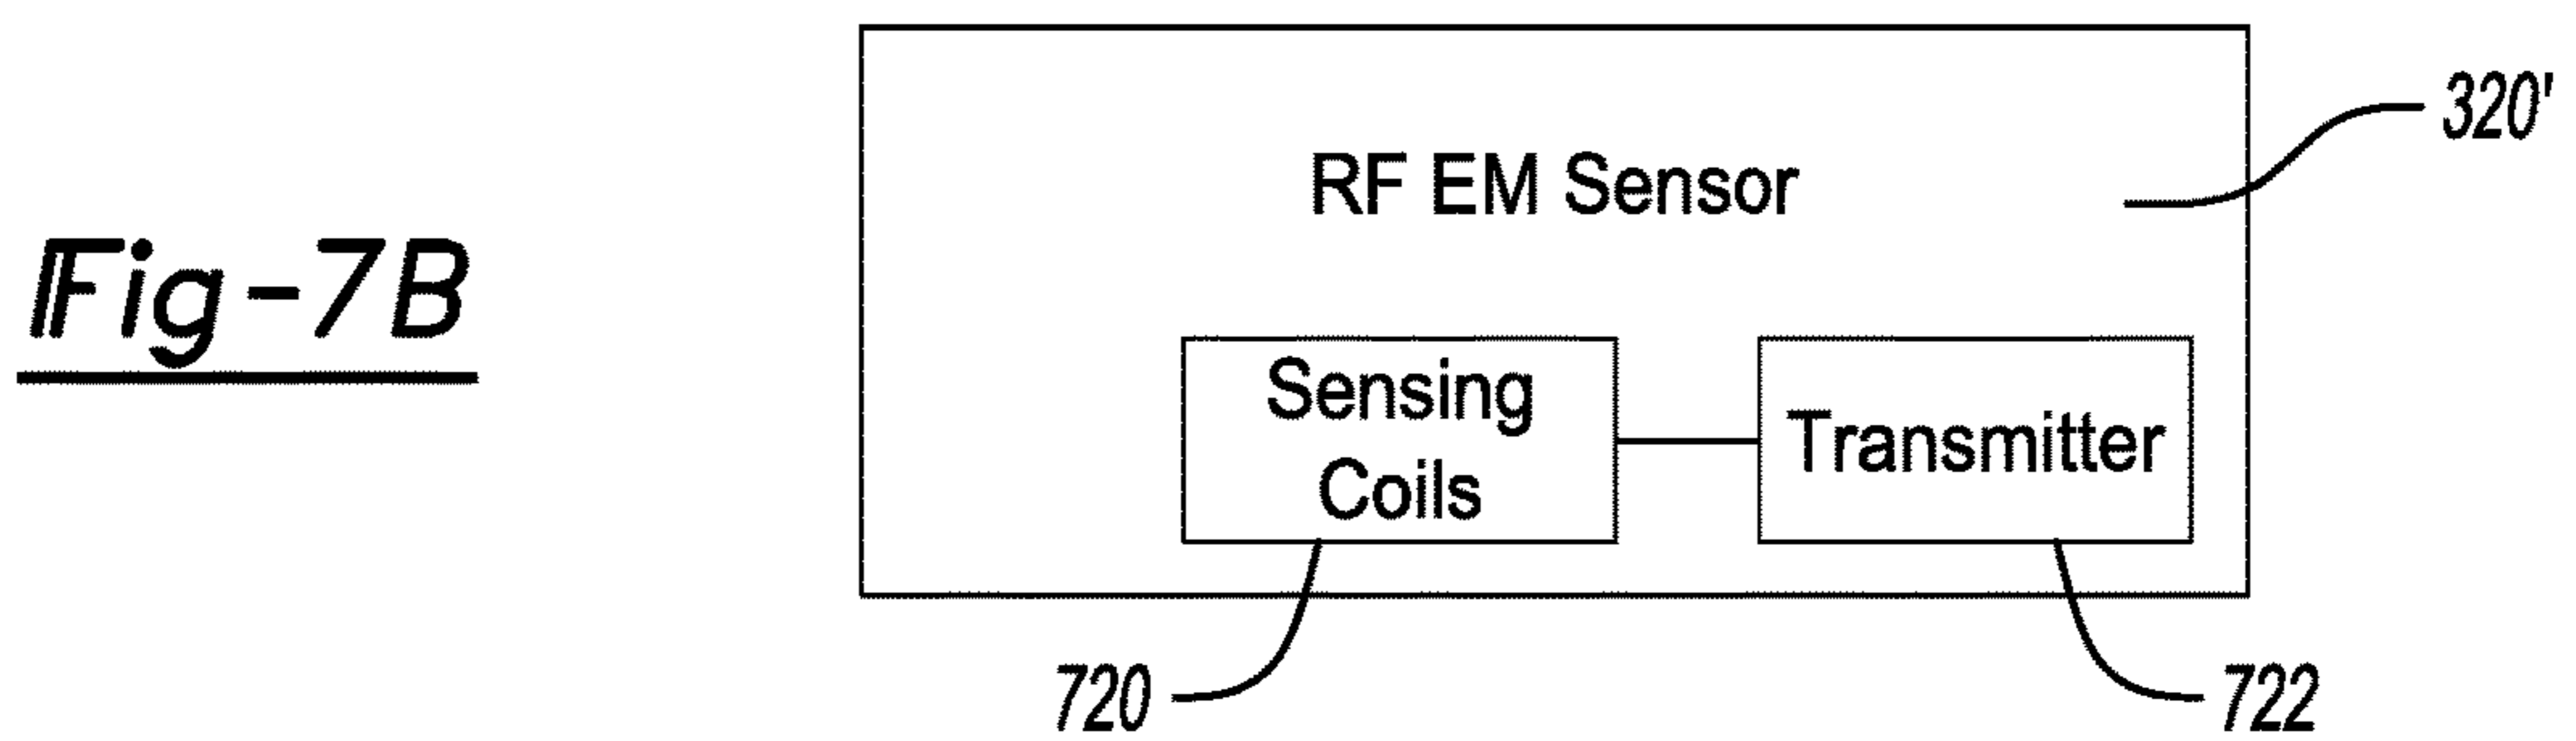 Fig-7B
RF EM Sensor
320'
Sensing
Coils
Transmitter
720
722